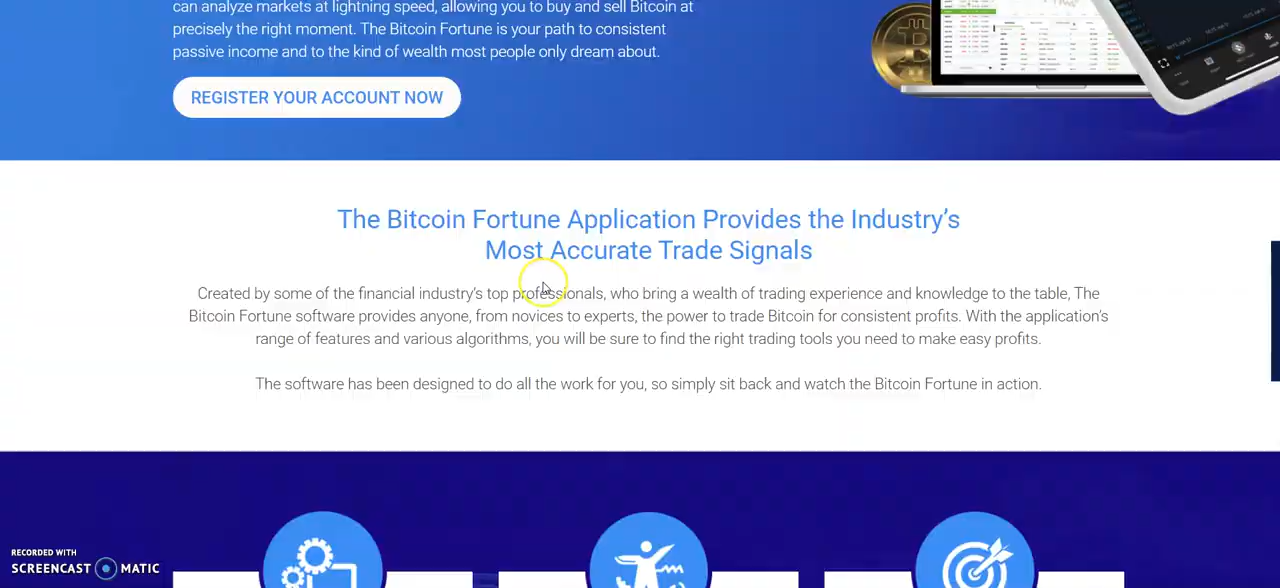 can analyze markets at lightning speed, allowing you to buy and sell Bitcoin at
precisely the right time. The Bitcoin Fortune is your path to consistent
passive income and to the kind of wealth most people only dream about.
REGISTER YOUR ACCOUNT NOW
The Bitcoin Fortune Application Provides the Industry’s
Most Accurate Trade Signals
Created by some of the financial industry’s top professionals, who bring a wealth of trading experience and knowledge to the table, The
Bitcoin Fortune software provides anyone, from novices to experts, the power to trade Bitcoin for consistent profits. With the application’s
range of features and various algorithms, you will be sure to find the right trading tools you need to make easy profits.
The software has been designed to do all the work for you, so simply sit back and watch the Bitcoin Fortune in action.
RECORDED WITH
SCREENCAST MATIC